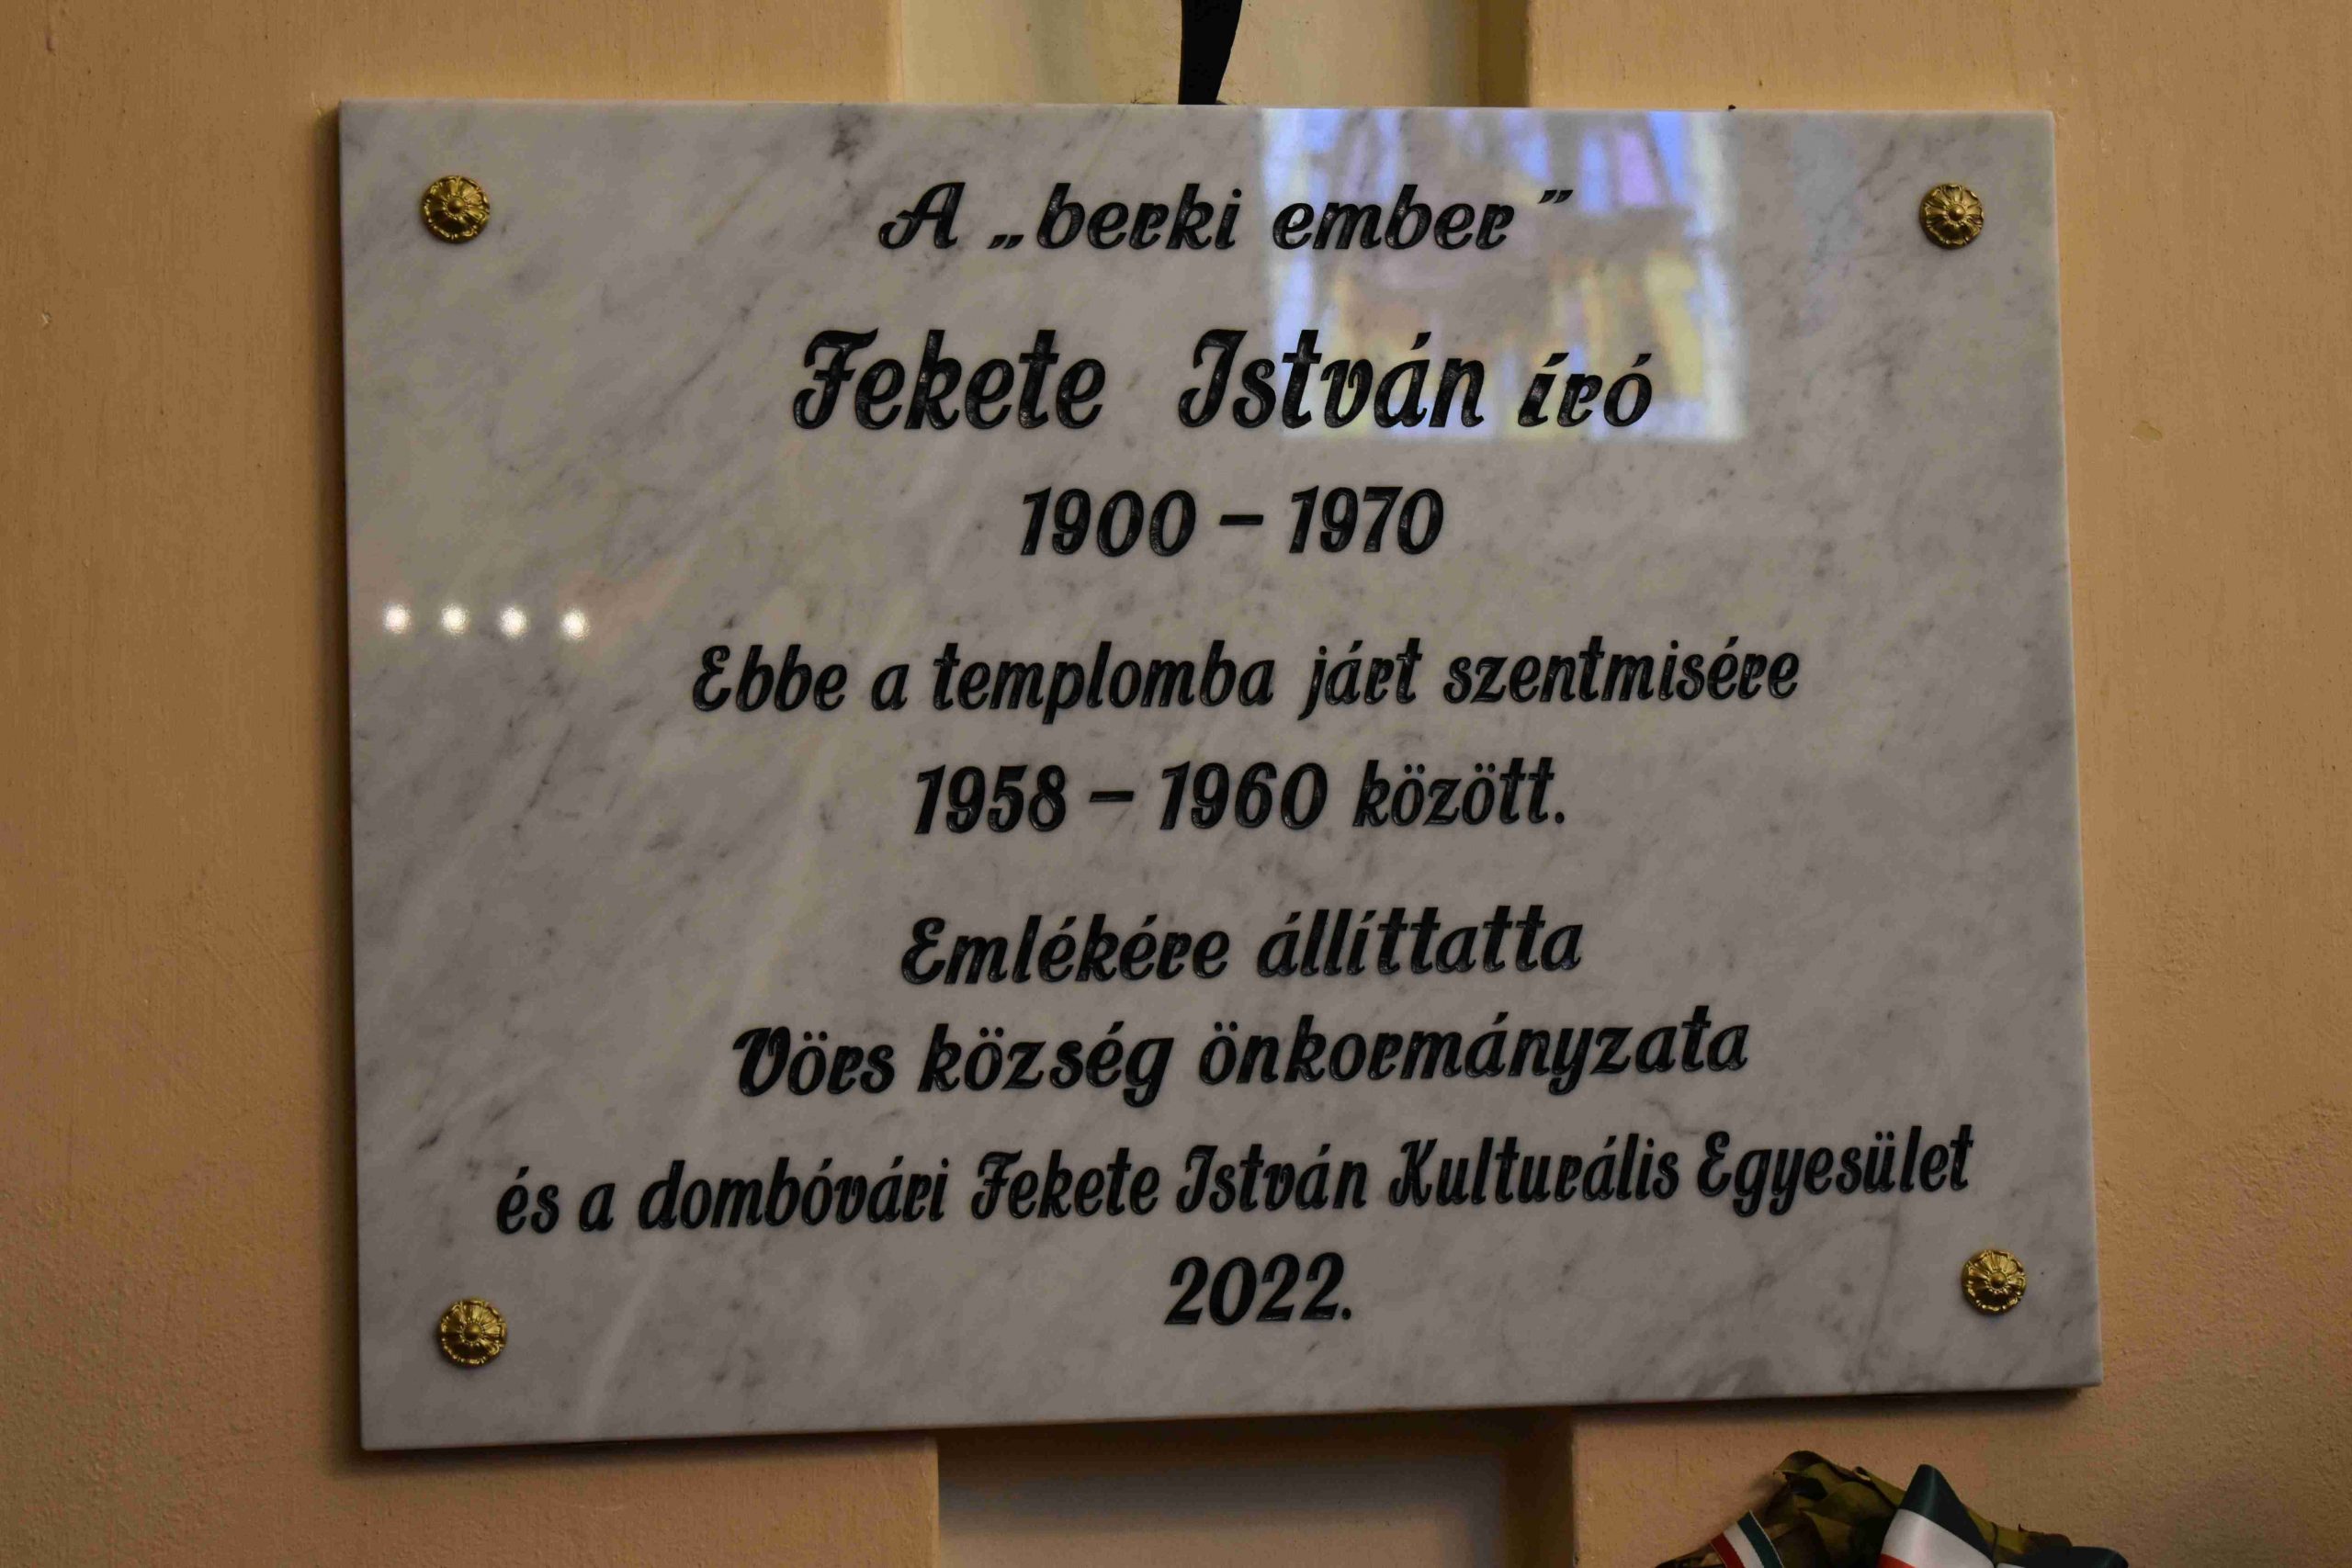 A „berki ember”
Fekete István író
1900 – 1970
Ebbe a templomba járt szentmisére
1958 – 1960 között.
Emlékére állíttatta
Vörs község önkormányzata
és a dombóvári Fekete István Kulturális Egyesület
2022.